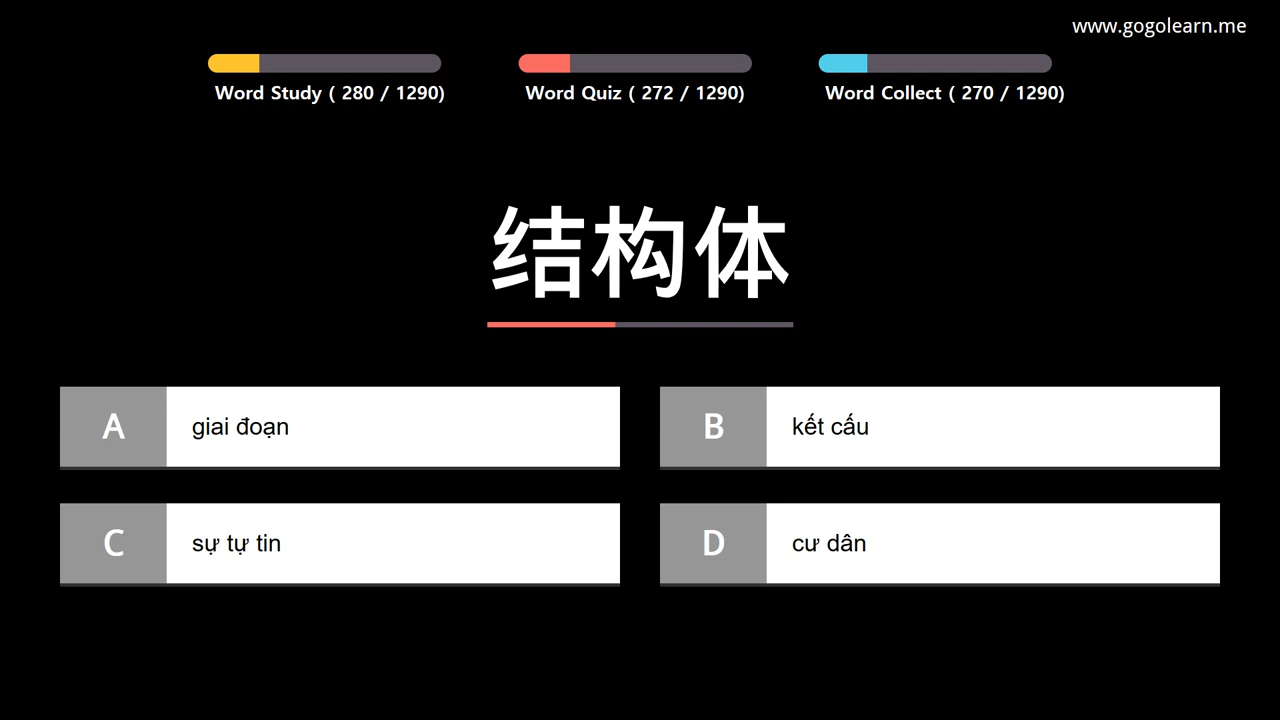 www.gogolearn.me
Word Study ( 280 / 1290)
Word Quiz ( 272 / 1290)
Word Collect ( 270 / 1290)
结构体
A giai đoạn
B kết cấu
C sự tự tin
D cư dân